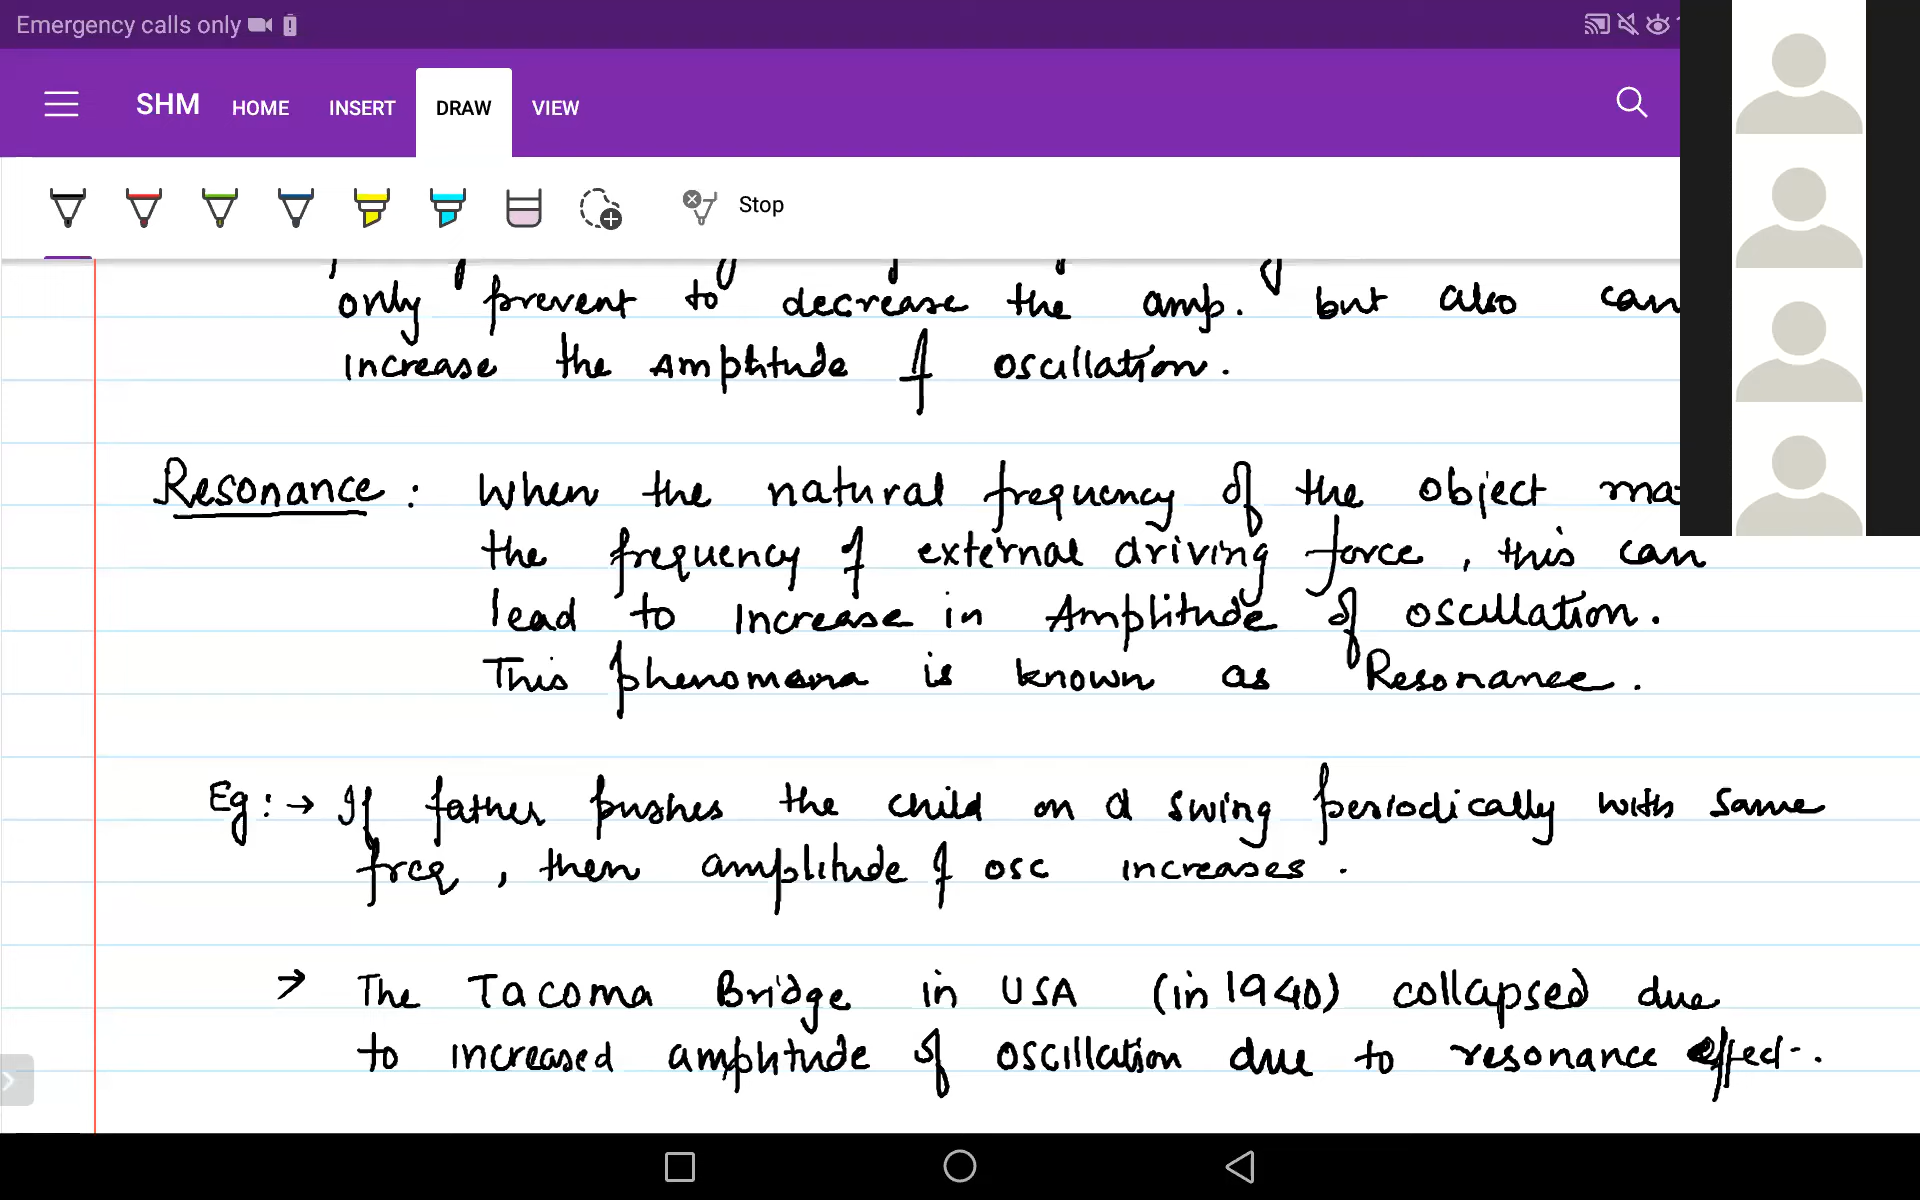 Emergency calls only
SHM HOME INSERT DRAW VIEW
Stop
only prevent to decrease the amp. but also can
increase the Amplitude of oscillation.
Resonance : When the natural frequency of the object
the frequency of external driving force, this can
lead to Increase in Amplitude of oscillation.
This phenomena is known as Resonance.
Eg: → If father pushes the child on a swing periodically with same
freq, then amplitude of osc increases.
→ The Tacoma Bridge in USA (in 1940) collapsed due
to increased amplitude of oscillation due to resonance effect.